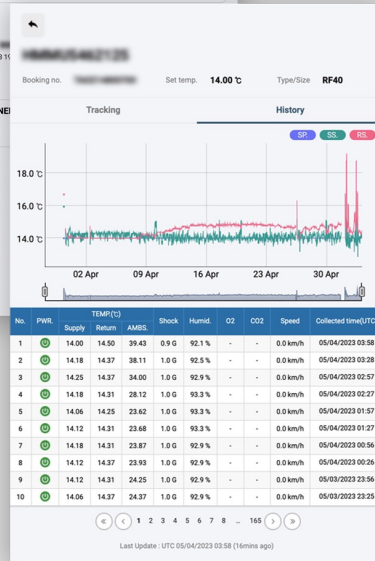 Booking no.
Set temp. 14.00 ℃
Type/Size RF40
Tracking
History
SP. SS. RS.
18.0 ℃
16.0 ℃
14.0 ℃
02 Apr 09 Apr 16 Apr 23 Apr 30 Apr
No. PWR. TEMP.(℃) Shock Humid. O2 CO2 Speed Collected time(UTC
Supply Return AMBS.
1 14.00 14.50 39.43 0.9 G 92.1 % - - 0.0 km/h 05/04/2023 03:58
2 14.18 14.37 38.11 1.0 G 92.5 % - - 0.0 km/h 05/04/2023 03:28
3 14.25 14.37 34.00 1.0 G 92.9 % - - 0.0 km/h 05/04/2023 02:57
4 14.18 14.31 28.12 1.0 G 93.3 % - - 0.0 km/h 05/04/2023 02:27
5 14.06 14.25 23.62 1.0 G 93.3 % - - 0.0 km/h 05/04/2023 01:57
6 14.12 14.31 23.68 1.0 G 93.3 % - - 0.0 km/h 05/04/2023 01:27
7 14.18 14.31 23.87 1.0 G 92.9 % - - 0.0 km/h 05/04/2023 00:56
8 14.12 14.37 23.93 1.0 G 92.9 % - - 0.0 km/h 05/04/2023 00:26
9 14.12 14.31 24.25 1.0 G 92.9 % - - 0.0 km/h 05/03/2023 23:56
10 14.06 14.37 24.37 1.0 G 92.9 % - - 0.0 km/h 05/03/2023 23:25
« ‹ 1 2 3 4 5 6 7 8 .. 165 › »
Last Update : UTC 05/04/2023 03:58 (16mins ago)